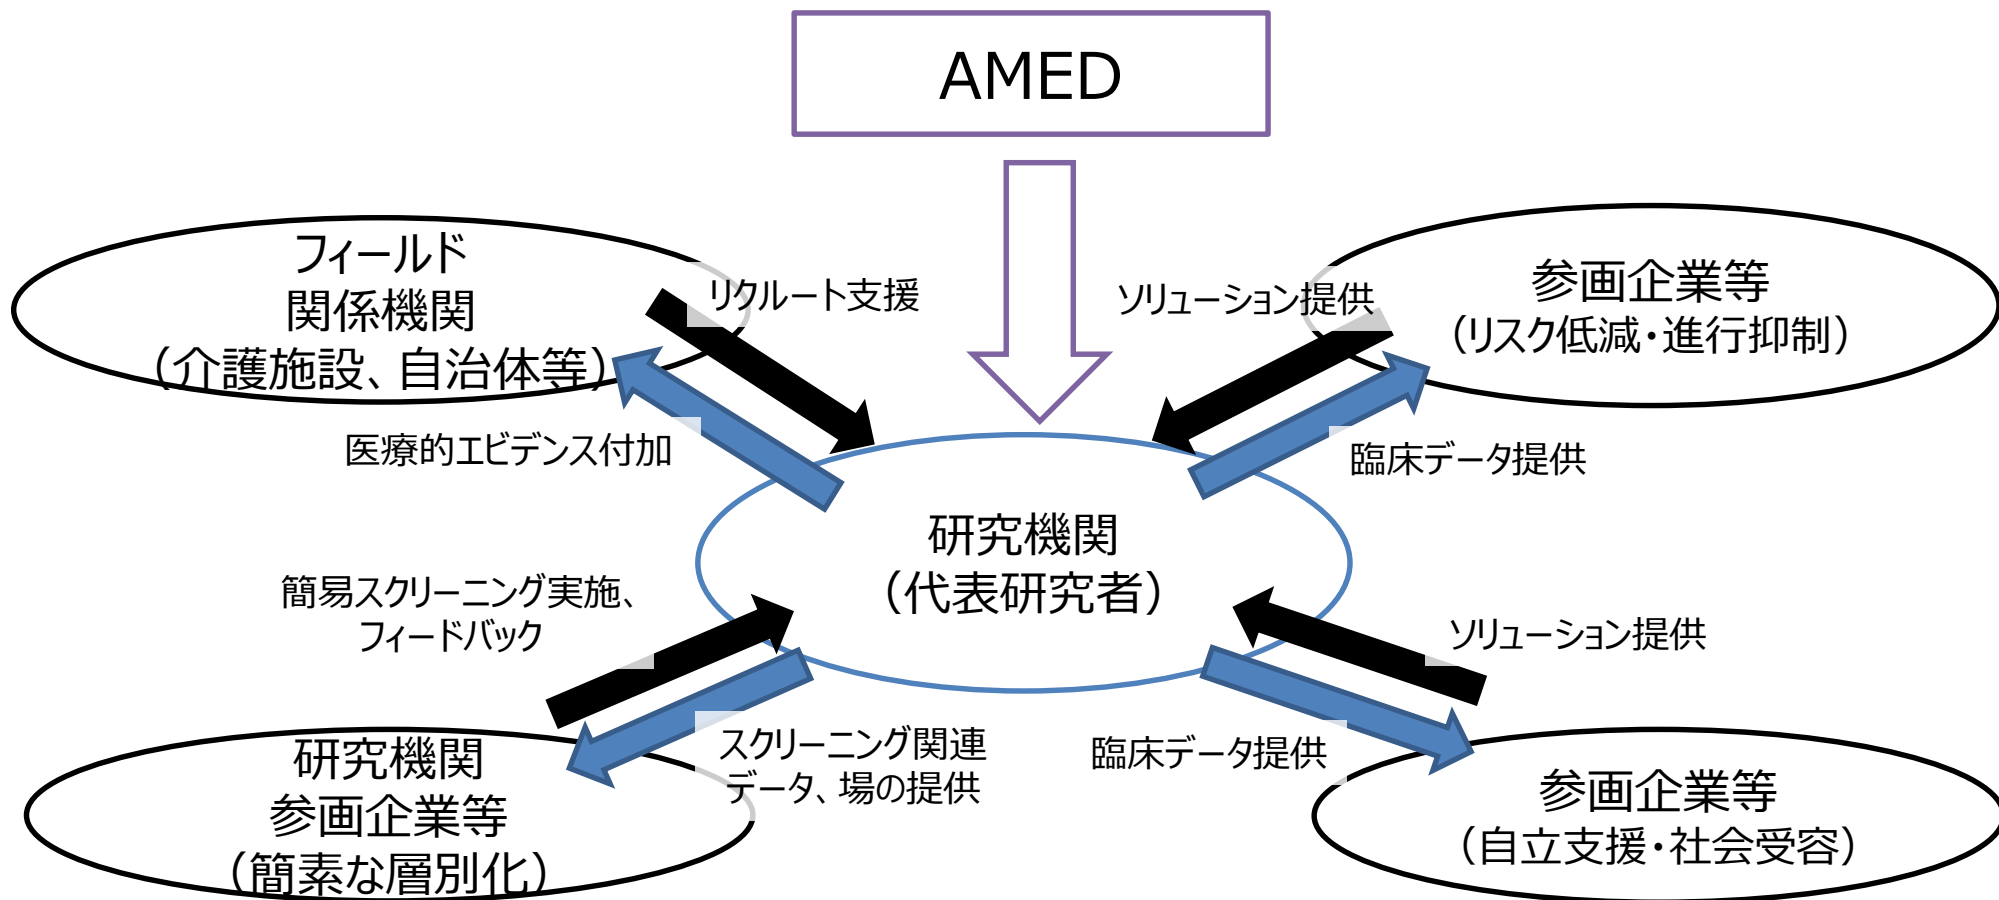 AMED
フィールド
関係機関
（介護施設、自治体等）
リクルート支援
ソリューション提供
参画企業等
（リスク低減・進行抑制）
医療的エビデンス付加
臨床データ提供
研究機関
（代表研究者）
簡易スクリーニング実施、
フィードバック
ソリューション提供
研究機関
参画企業等
（簡素な層別化）
スクリーニング関連
データ、場の提供
臨床データ提供
参画企業等
（自立支援・社会受容）